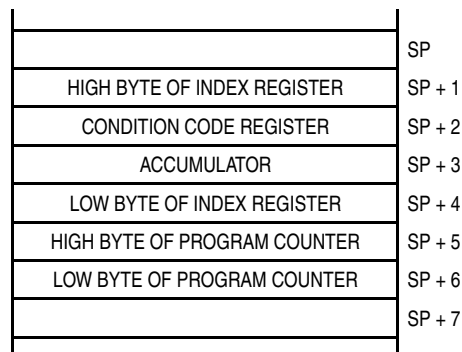 SP
HIGH BYTE OF INDEX REGISTER SP + 1
CONDITION CODE REGISTER SP + 2
ACCUMULATOR SP + 3
LOW BYTE OF INDEX REGISTER SP + 4
HIGH BYTE OF PROGRAM COUNTER SP + 5
LOW BYTE OF PROGRAM COUNTER SP + 6
SP + 7